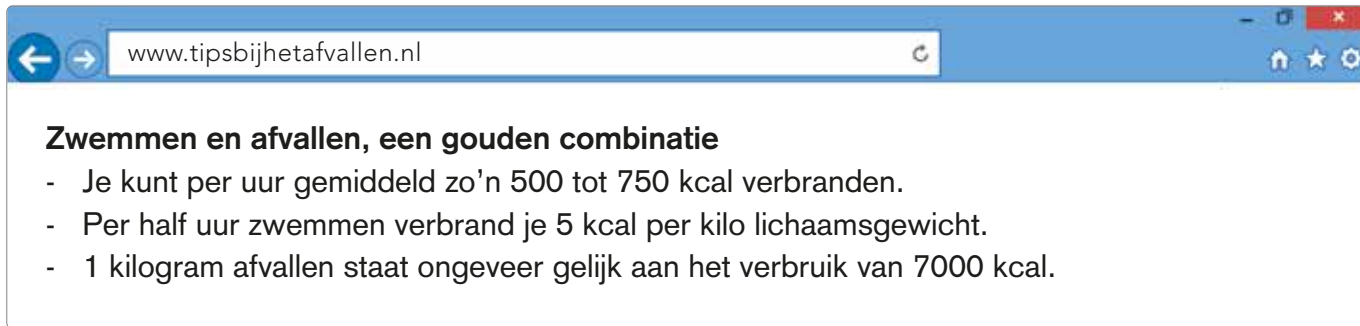 www.tipsbijhetafvallen.nl
Zwemmen en afvallen, een gouden combinatie
- Je kunt per uur gemiddeld zo'n 500 tot 750 kcal verbranden.
- Per half uur zwemmen verbrand je 5 kcal per kilo lichaamsgewicht.
- 1 kilogram afvallen staat ongeveer gelijk aan het verbruik van 7000 kcal.